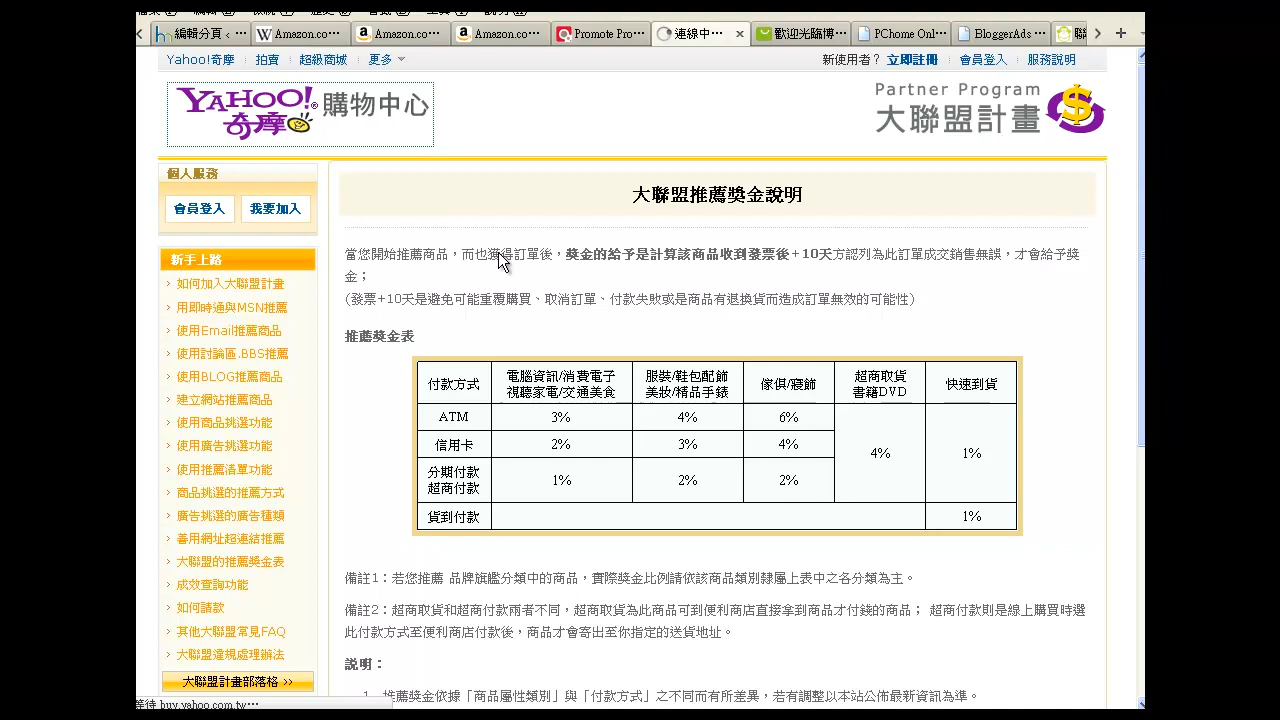 編輯分頁 ‹ …
Amazon.co…
Amazon.co…
Amazon.co…
Promote Pro…
連線中…
歡迎光臨博…
PChome Onl…
BloggerAds …
Yahoo!奇摩
拍賣
超級商城
更多
新使用者？ 立即註冊
會員登入
服務說明
YAHOO!奇摩 購物中心
Partner Program
大聯盟計畫
個人服務
會員登入
我要加入
新手上路
如何加入大聯盟計畫
用即時通與MSN推薦
使用Email推薦商品
使用討論區.BBS推薦
使用BLOG推薦商品
建立網站推薦商品
使用商品挑選功能
使用廣告挑選功能
使用推薦清單功能
商品挑選的推薦方式
廣告挑選的廣告種類
善用網址超連結推薦
大聯盟的推薦獎金表
成效查詢功能
如何請款
其他大聯盟常見FAQ
大聯盟違規處理辦法
大聯盟計畫部落格 >>
大聯盟推薦獎金說明
當您開始推薦商品，而也獲得訂單後，獎金的給予是計算該商品收到發票後+10天方認列為此訂單成交銷售無誤，才會給予獎
金；
(發票+10天是避免可能重覆購買、取消訂單、付款失敗或是商品有退換貨而造成訂單無效的可能性)
推薦獎金表
付款方式 電腦資訊/消費電子 視聽家電/交通美食 服裝/鞋包配飾 美妝/精品手錶 傢俱/寢飾 超商取貨 書籍DVD 快速到貨
ATM 3% 4% 6% 4% 1%
信用卡 2% 3% 4%
分期付款 超商付款 1% 2% 2%
貨到付款 1%
備註1：若您推薦 品牌旗艦分類中的商品，實際獎金比例請依該商品類別隸屬上表中之各分類為主。
備註2：超商取貨和超商付款兩者不同，超商取貨為此商品可到便利商店直接拿到商品才付錢的商品； 超商付款則是線上購買時選
此付款方式至便利商店付款後，商品才會寄出至你指定的送貨地址。
說明：
1. 推薦獎金依據「商品屬性類別」與「付款方式」之不同而有所差異，若有調整以本站公佈最新資訊為準。
等待 buy.yahoo.com.tw…